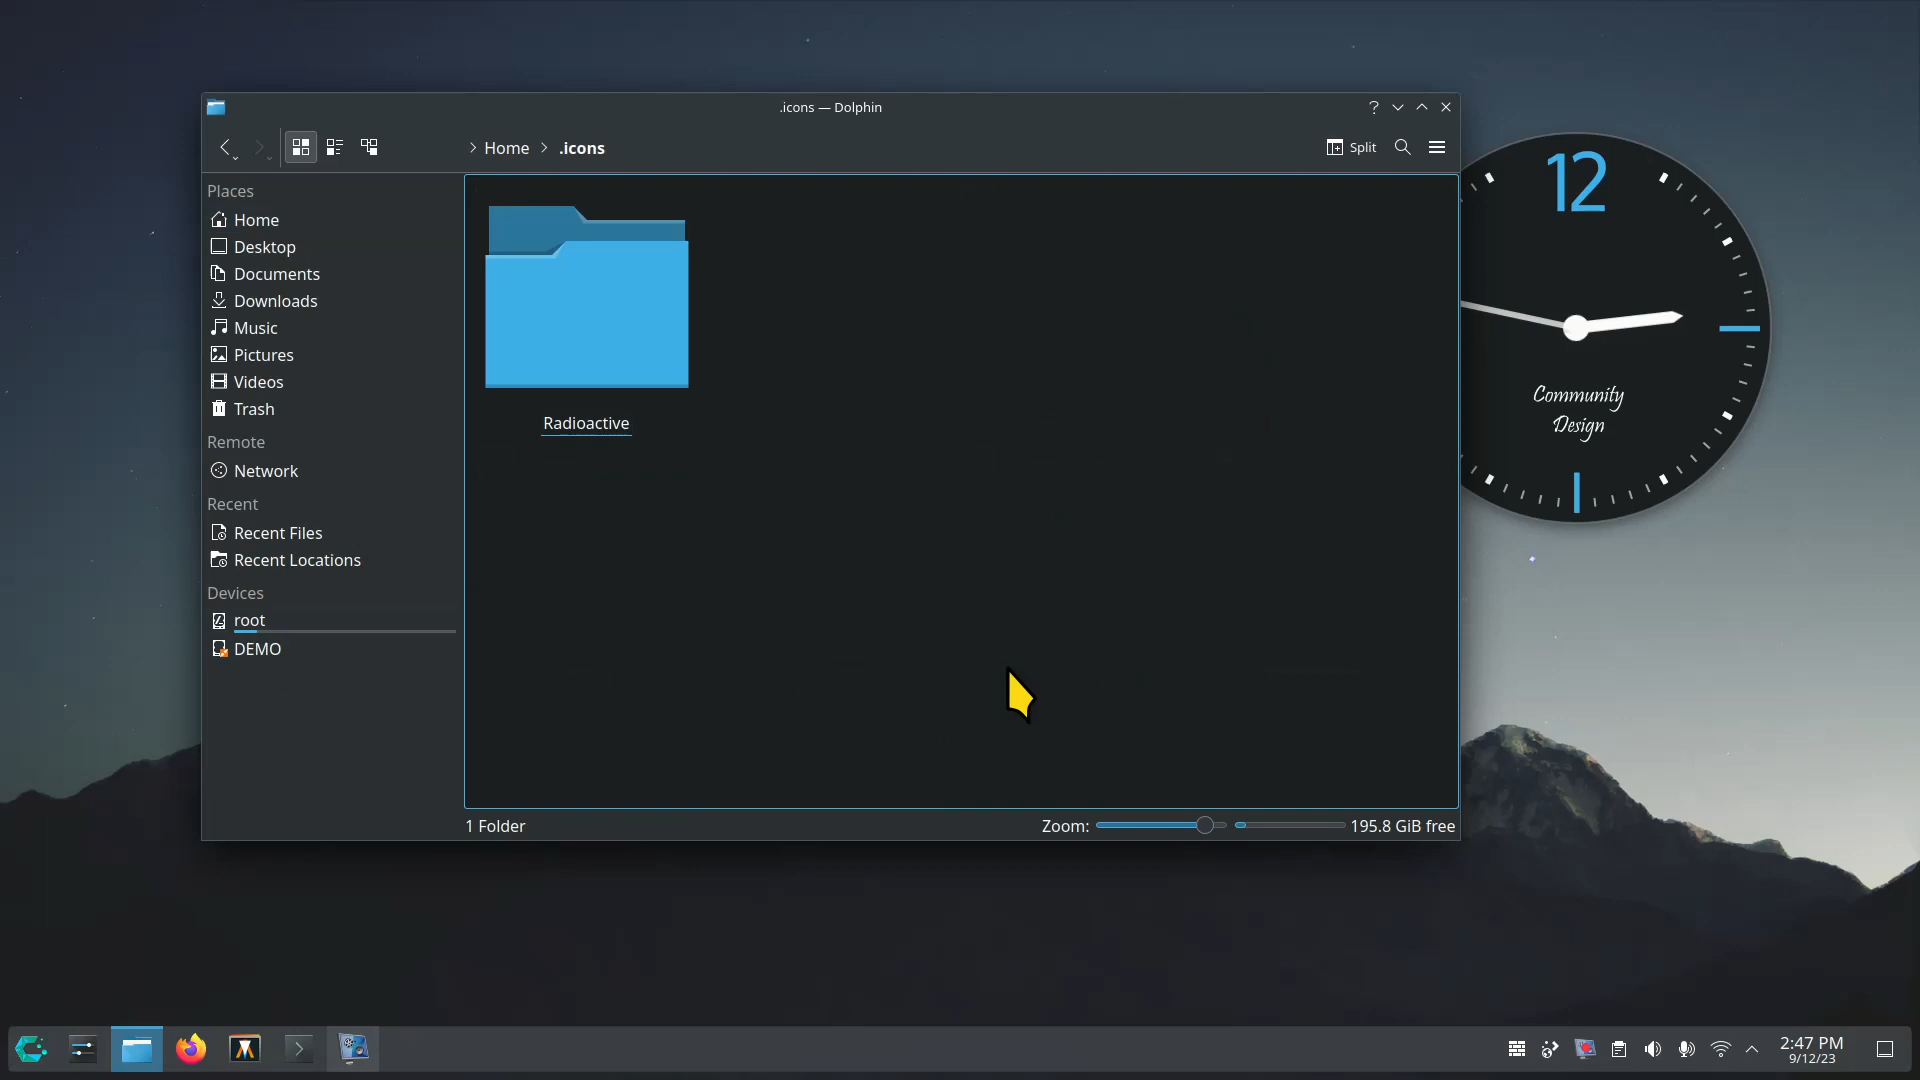 .icons — Dolphin
Home
.icons
Split
Places
Home
Desktop
Documents
Downloads
Music
Pictures
Videos
Trash
Remote
Network
Recent
Recent Files
Recent Locations
Devices
root
DEMO
Radioactive
1 Folder
Zoom:
195.8 GiB free
12
Community
Design
2:47 PM
9/12/23